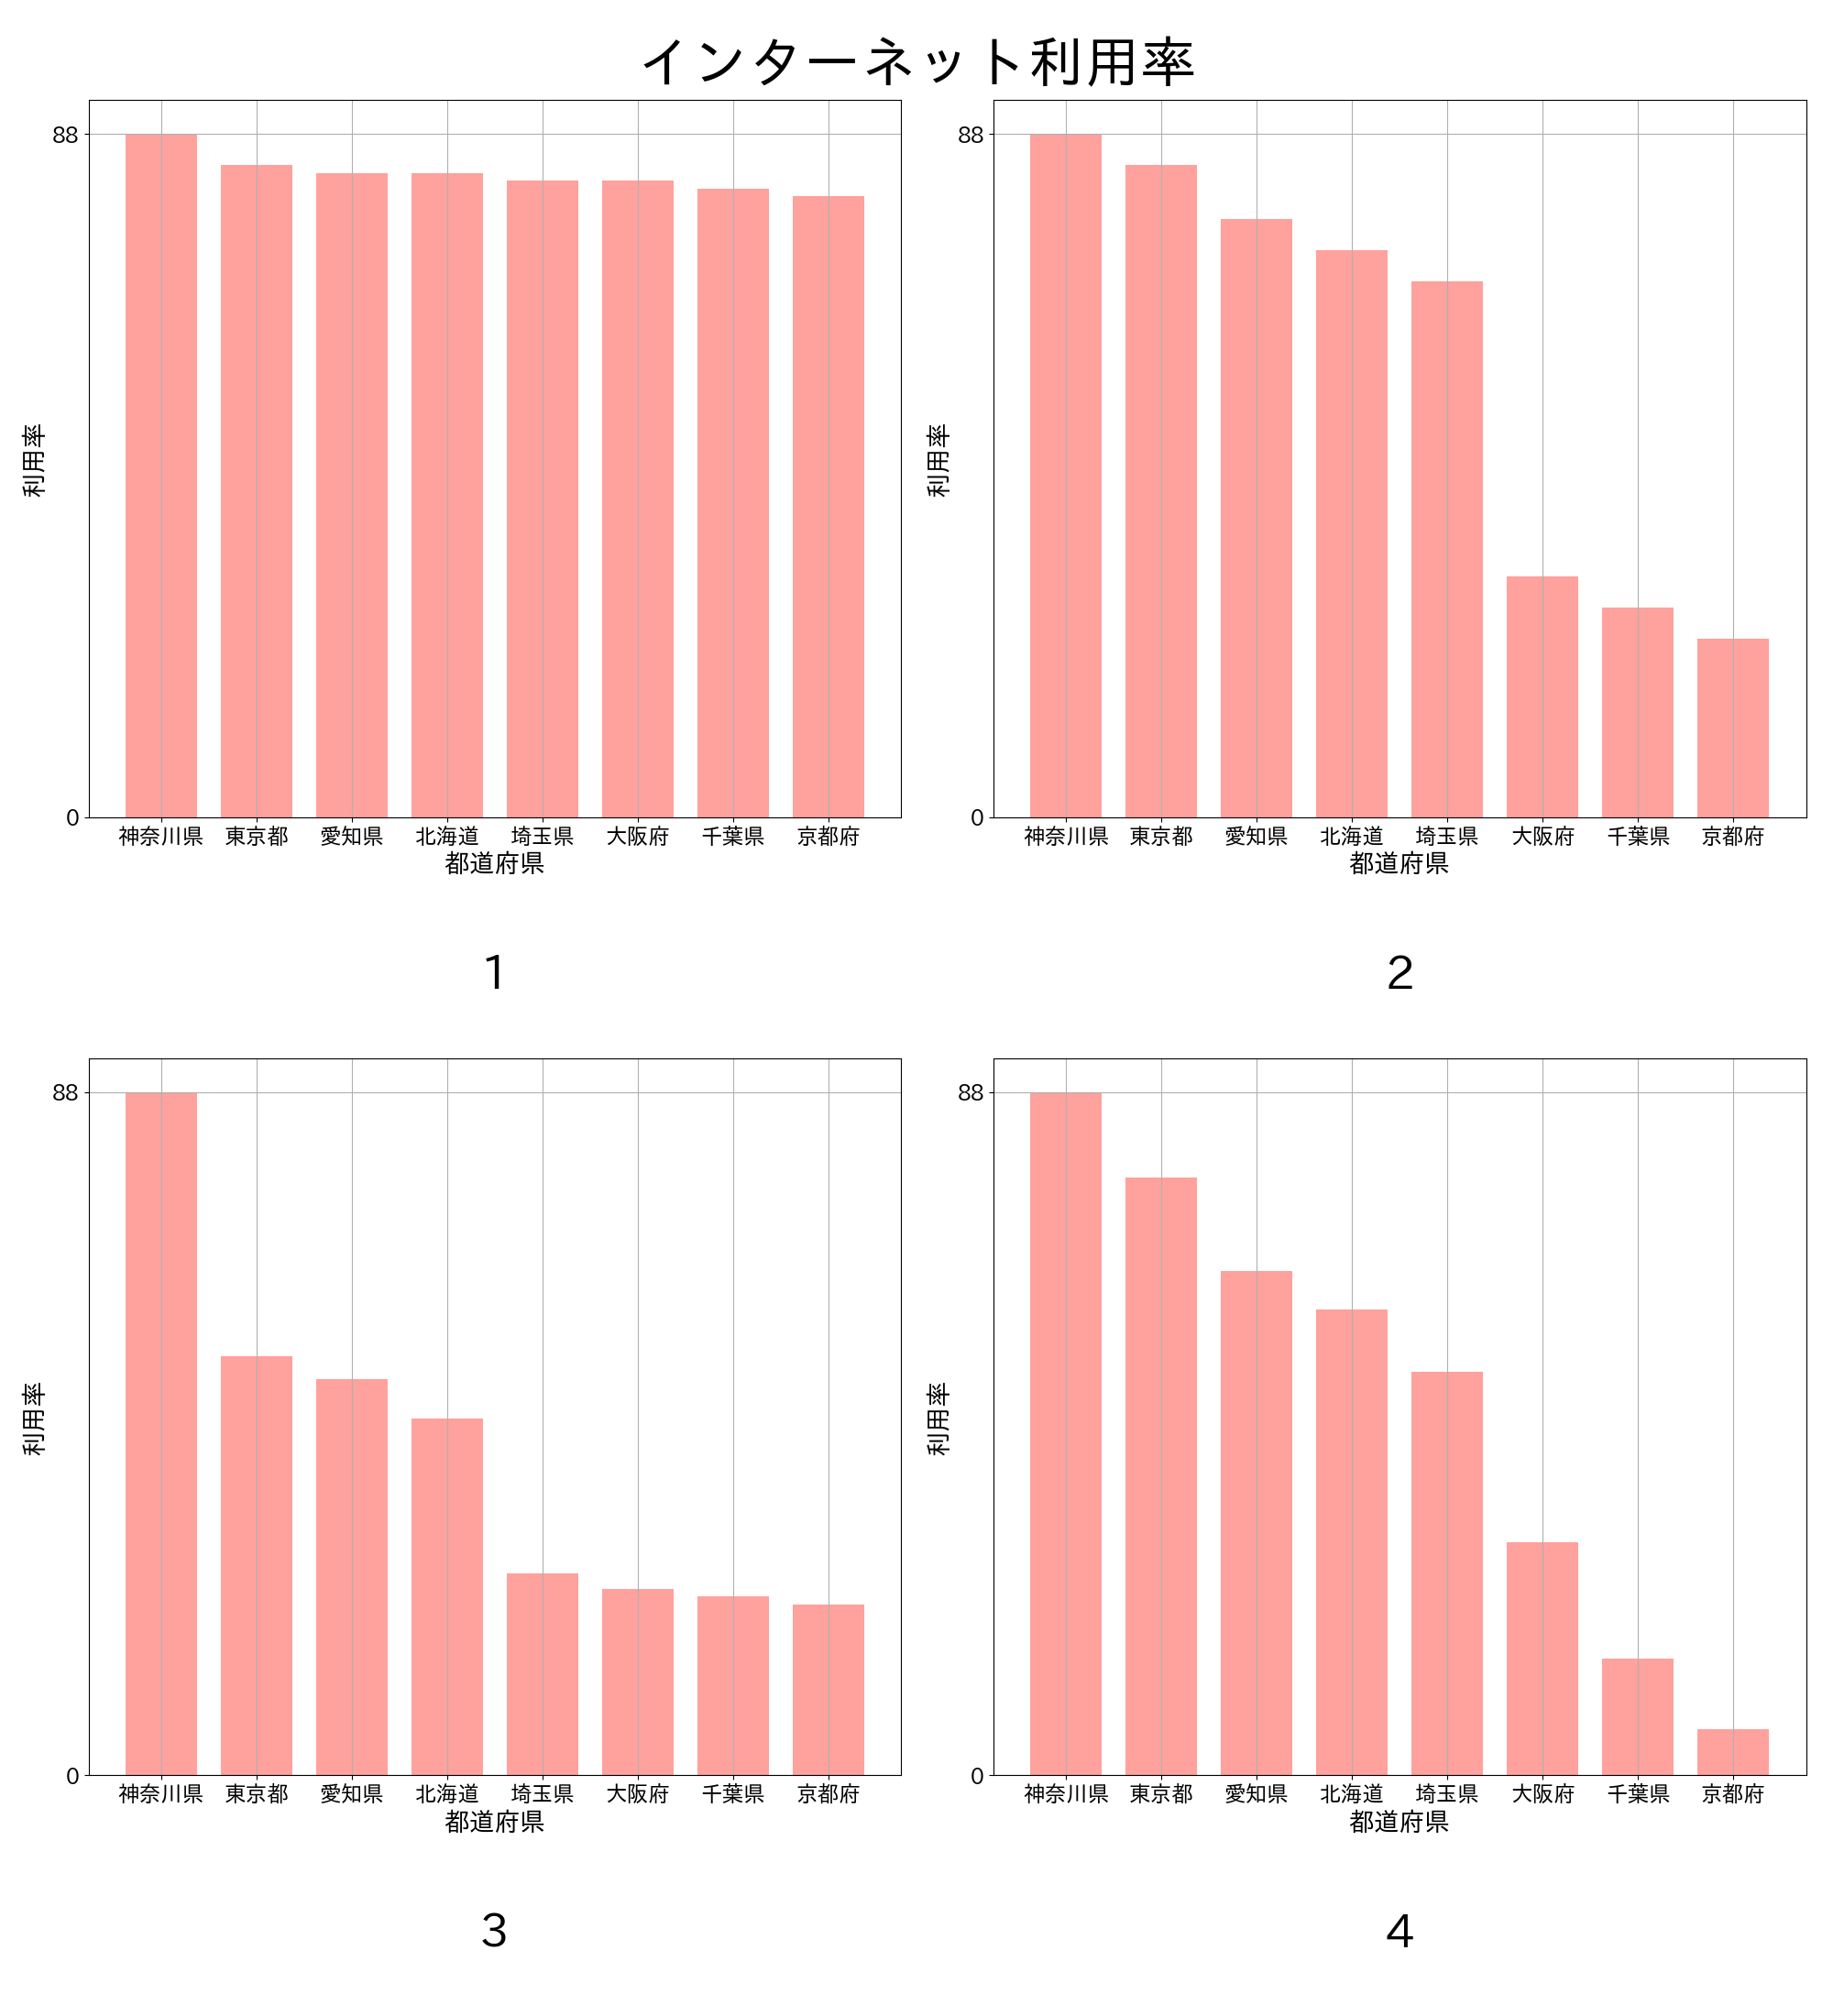 インターネット利用率
88
0
利用率
神奈川県 東京都 愛知県 北海道 埼玉県 大阪府 千葉県 京都府
都道府県
1
88
0
利用率
神奈川県 東京都 愛知県 北海道 埼玉県 大阪府 千葉県 京都府
都道府県
2
88
0
利用率
神奈川県 東京都 愛知県 北海道 埼玉県 大阪府 千葉県 京都府
都道府県
3
88
0
利用率
神奈川県 東京都 愛知県 北海道 埼玉県 大阪府 千葉県 京都府
都道府県
4